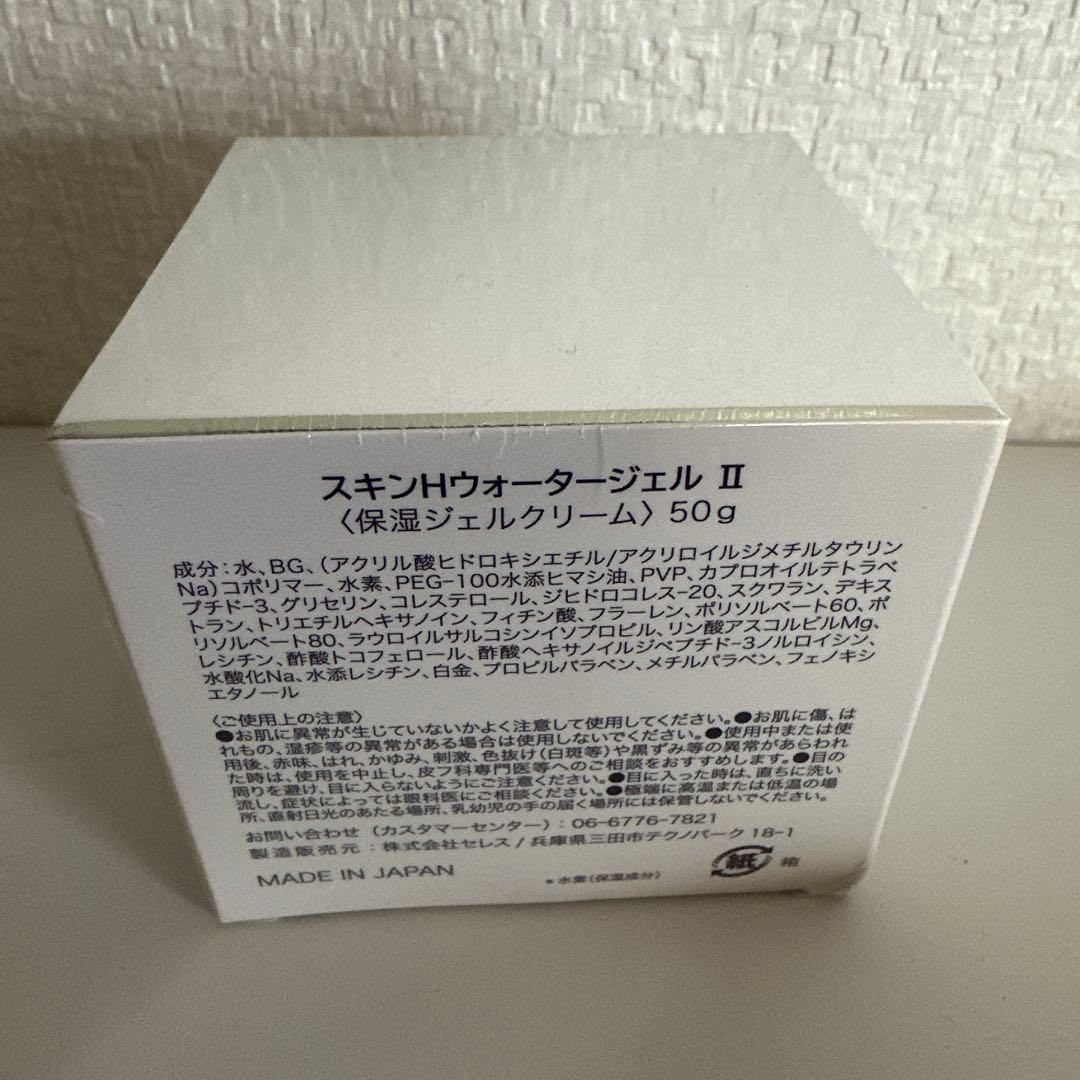 スキンHウォータージェル Ⅱ
〈保湿ジェルクリーム〉50g
成分：水、BG、(アクリル酸ヒドロキシエチル/アクリロイルジメチルタウリン
Na)コポリマー、水素、PEG-100水添ヒマシ油、PVP、カプロオイルテトラペ
プチド-3、グリセリン、コレステロール、ジヒドロコレス-20、スクワラン、デキス
トラン、トリエチルヘキサノイン、フィチン酸、フラーレン、ポリソルベート60、ポ
リソルベート80、ラウロイルサルコシンイソプロピル、リン酸アスコルビルMg、
レシチン、酢酸トコフェロール、酢酸ヘキサノイルジペプチド-3ノルロイシン、
水酸化Na、水添レシチン、白金、プロピルパラベン、メチルパラベン、フェノキシ
エタノール
〈ご使用上の注意〉
●お肌に異常が生じていないかよく注意して使用してください。●お肌に傷、は
れもの、湿疹等の異常がある場合は使用しないでください。●使用中または使
用後、赤味、はれ、かゆみ、刺激、色抜け(白斑等)や黒ずみ等の異常があらわれ
た時は、使用を中止し、皮フ科専門医等へのご相談をおすすめします。●目の
周りを避け、目に入らないようにご注意ください。●目に入った時は、直ちに洗い
流し、症状によっては眼科医にご相談ください。●極端に高温または低温の場
所、直射日光のあたる場所、乳幼児の手の届く場所には保管しないでください。
お問い合わせ（カスタマーセンター）：06-6776-7821
製造販売元：株式会社セレス/兵庫県三田市テクノパーク18-1
MADE IN JAPAN
＊水素(保湿成分)
紙 箱